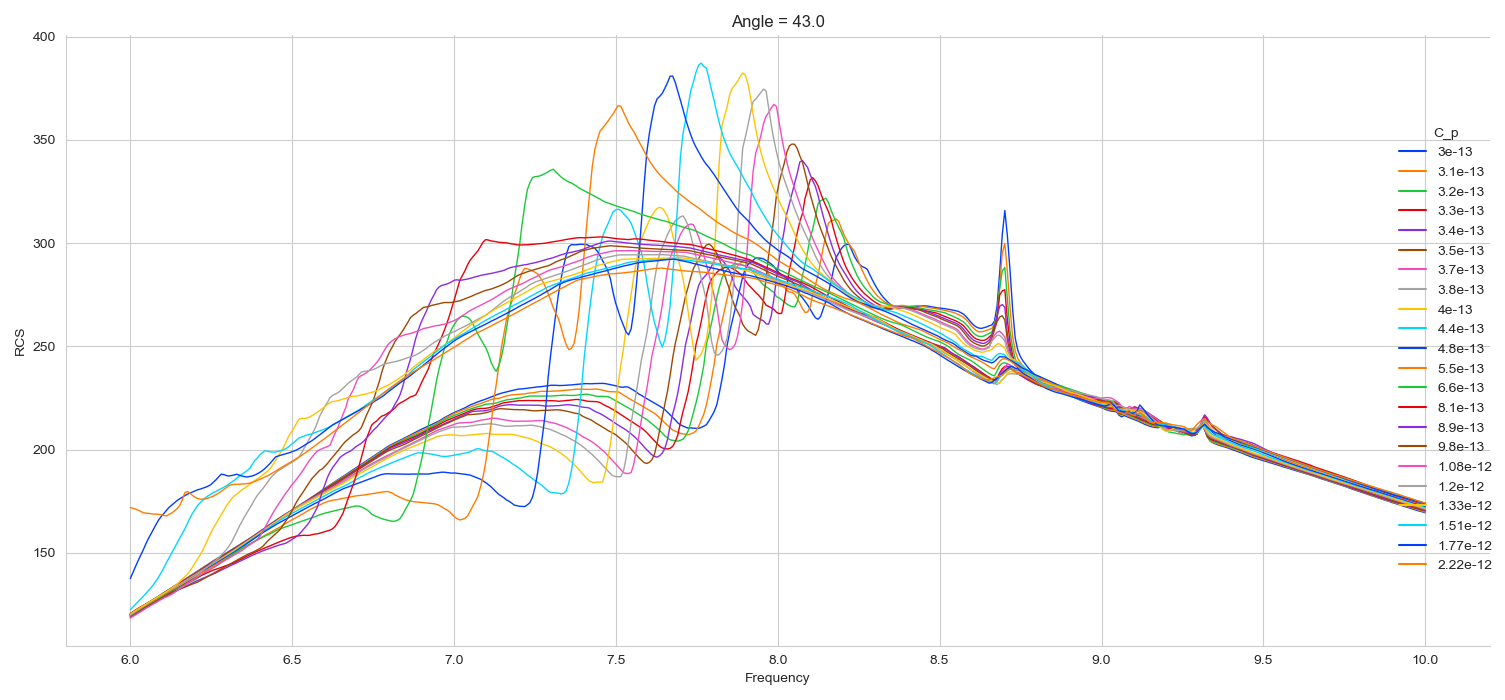 Angle = 43.0
400
350
300
250
200
150
RCS
6.0 6.5 7.0 7.5 8.0 8.5 9.0 9.5 10.0
Frequency
C_p
3e-13
3.1e-13
3.2e-13
3.3e-13
3.4e-13
3.5e-13
3.7e-13
3.8e-13
4e-13
4.4e-13
4.8e-13
5.5e-13
6.6e-13
8.1e-13
8.9e-13
9.8e-13
1.08e-12
1.2e-12
1.33e-12
1.51e-12
1.77e-12
2.22e-12